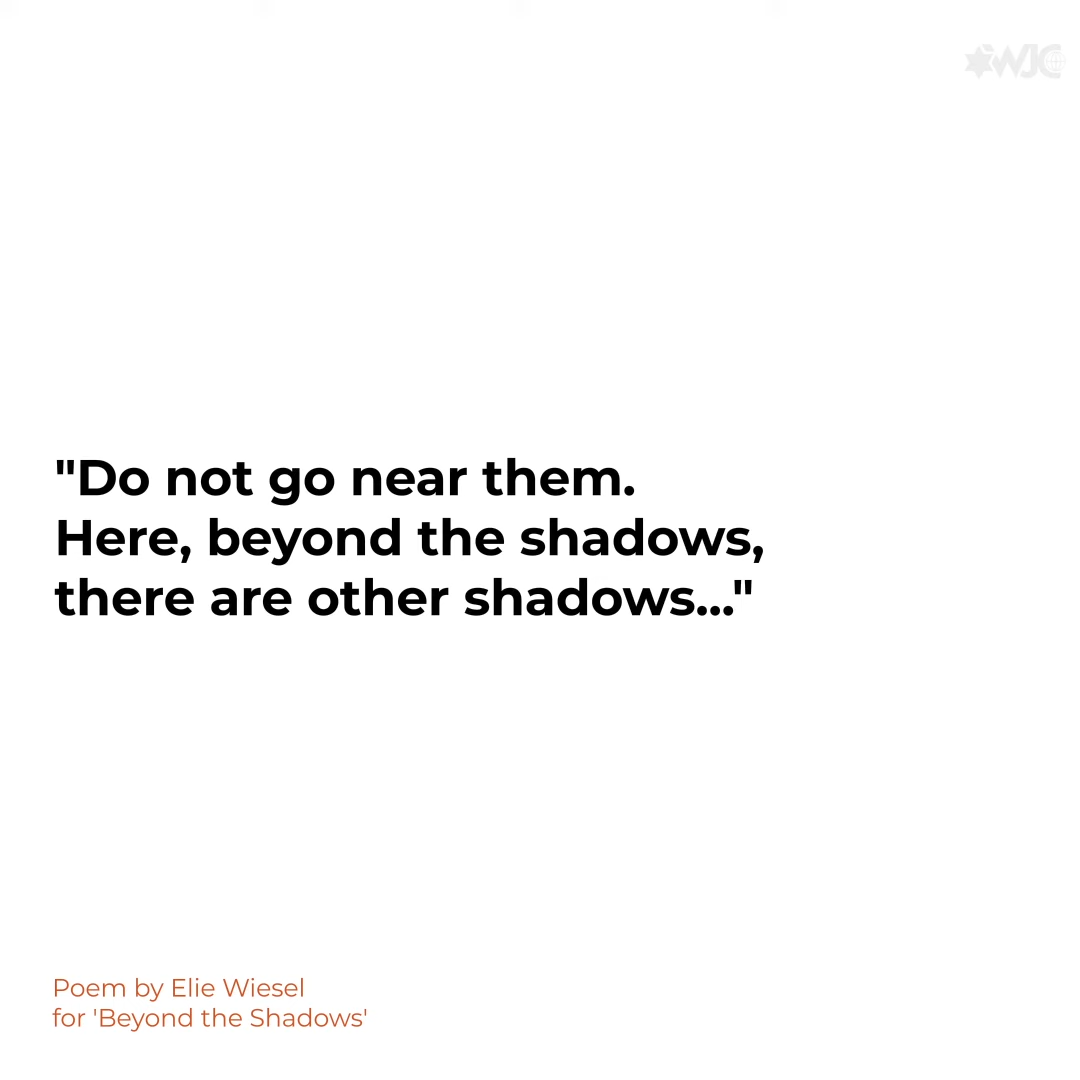 WJC
"Do not go near them.
Here, beyond the shadows,
there are other shadows..."
Poem by Elie Wiesel
for 'Beyond the Shadows'